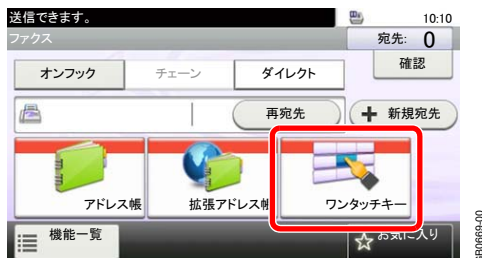 送信できます。
10:10
ファクス
宛先: 0
オンフック
チェーン
ダイレクト
確認
再宛先
新規宛先
アドレス帳
拡張アドレス帳
ワンタッチキー
機能一覧
お気に入り